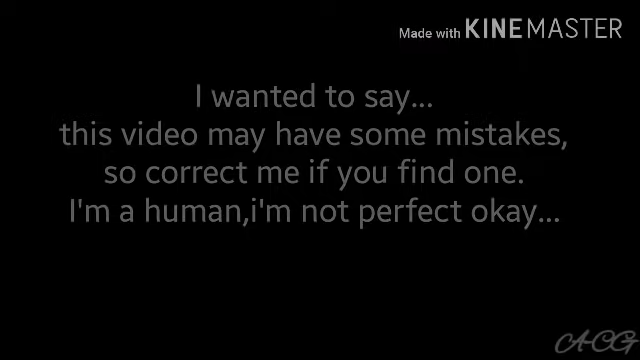 Made with KINEMASTER
I wanted to say...
this video may have some mistakes,
so correct me if you find one.
I'm a human,i'm not perfect okay...
ACG